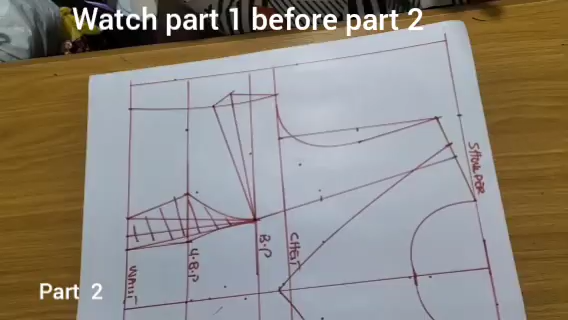 Watch part 1 before part 2
SHOULDER
CHEST
B.P
U.B.P
WAIST
Part 2